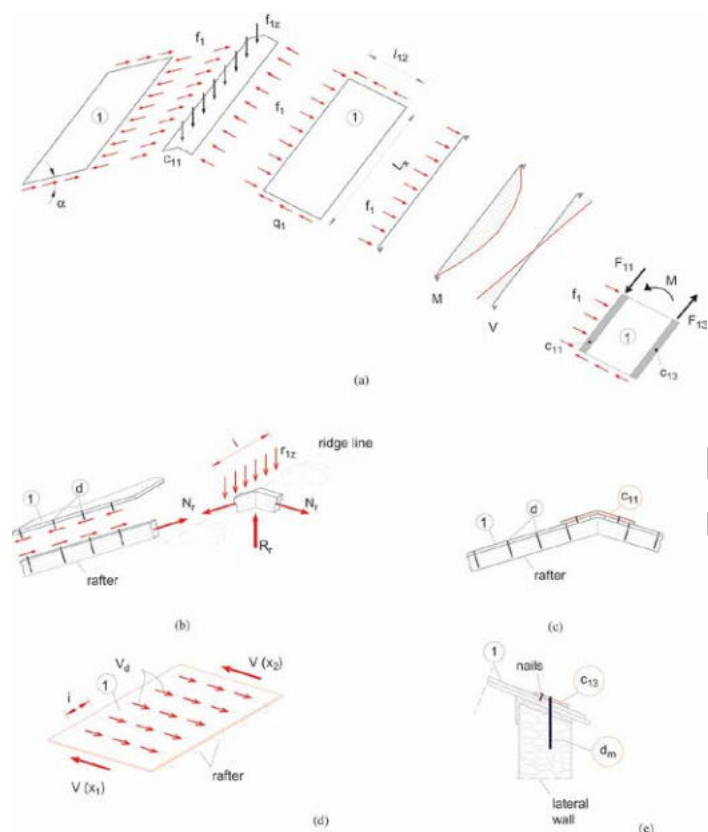 f1z
f1
l12
1
f1
1
c11
Lx
α
q1
f1
M
V
F11
M
f1
F13
1
c11
c13
(a)
i
r1z
ridge line
1
d
Nr
Nr
Rr
rafter
(b)
c11
1
d
rafter
(c)
Vd
V (x2)
1
i
rafter
V (x1)
(d)
1
nails
c13
dm
lateral
wall
(e)